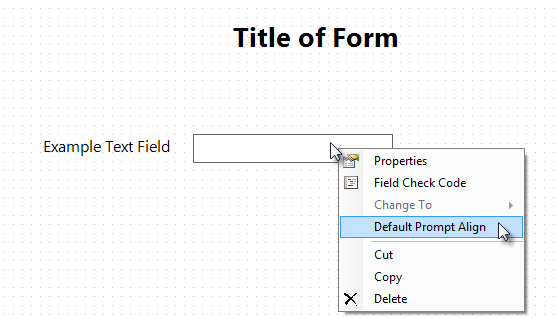 Title of Form
Example Text Field
Properties
Field Check Code
Change To
Default Prompt Align
Cut
Copy
Delete